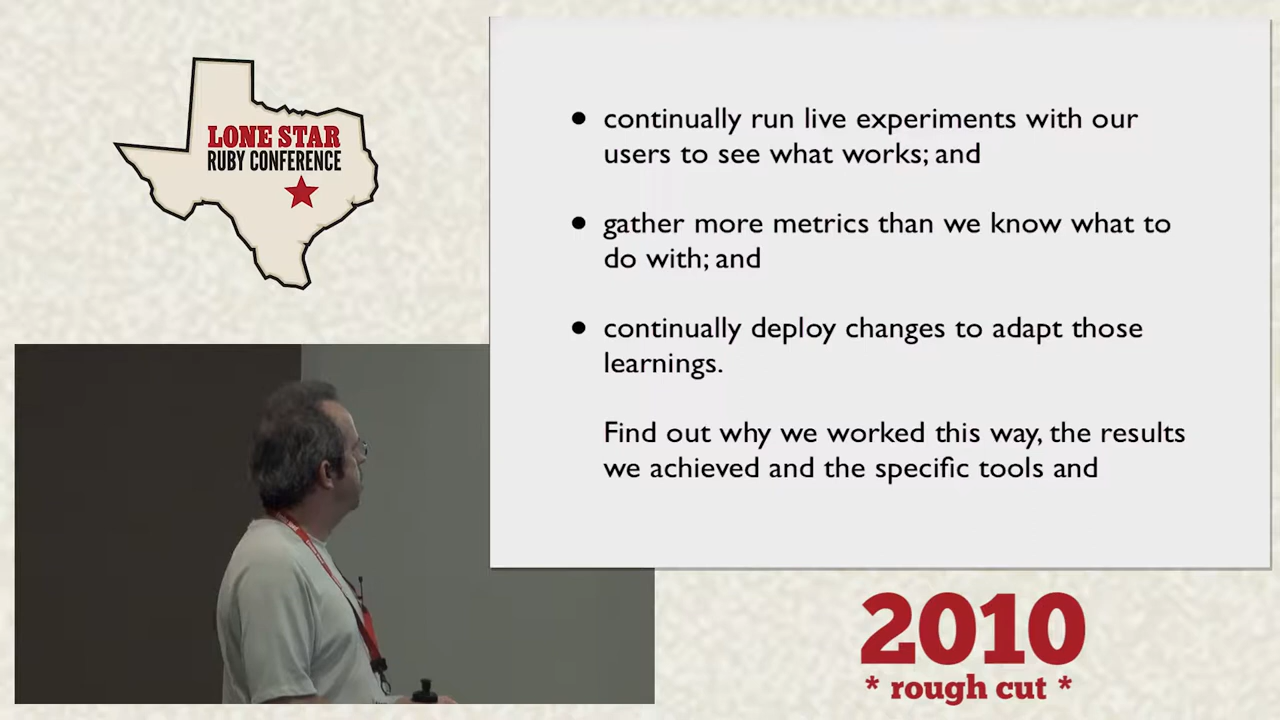 LONE STAR
RUBY CONFERENCE
• continually run live experiments with our
users to see what works; and
• gather more metrics than we know what to
do with; and
• continually deploy changes to adapt those
learnings.
Find out why we worked this way, the results
we achieved and the specific tools and
2010
* rough cut *